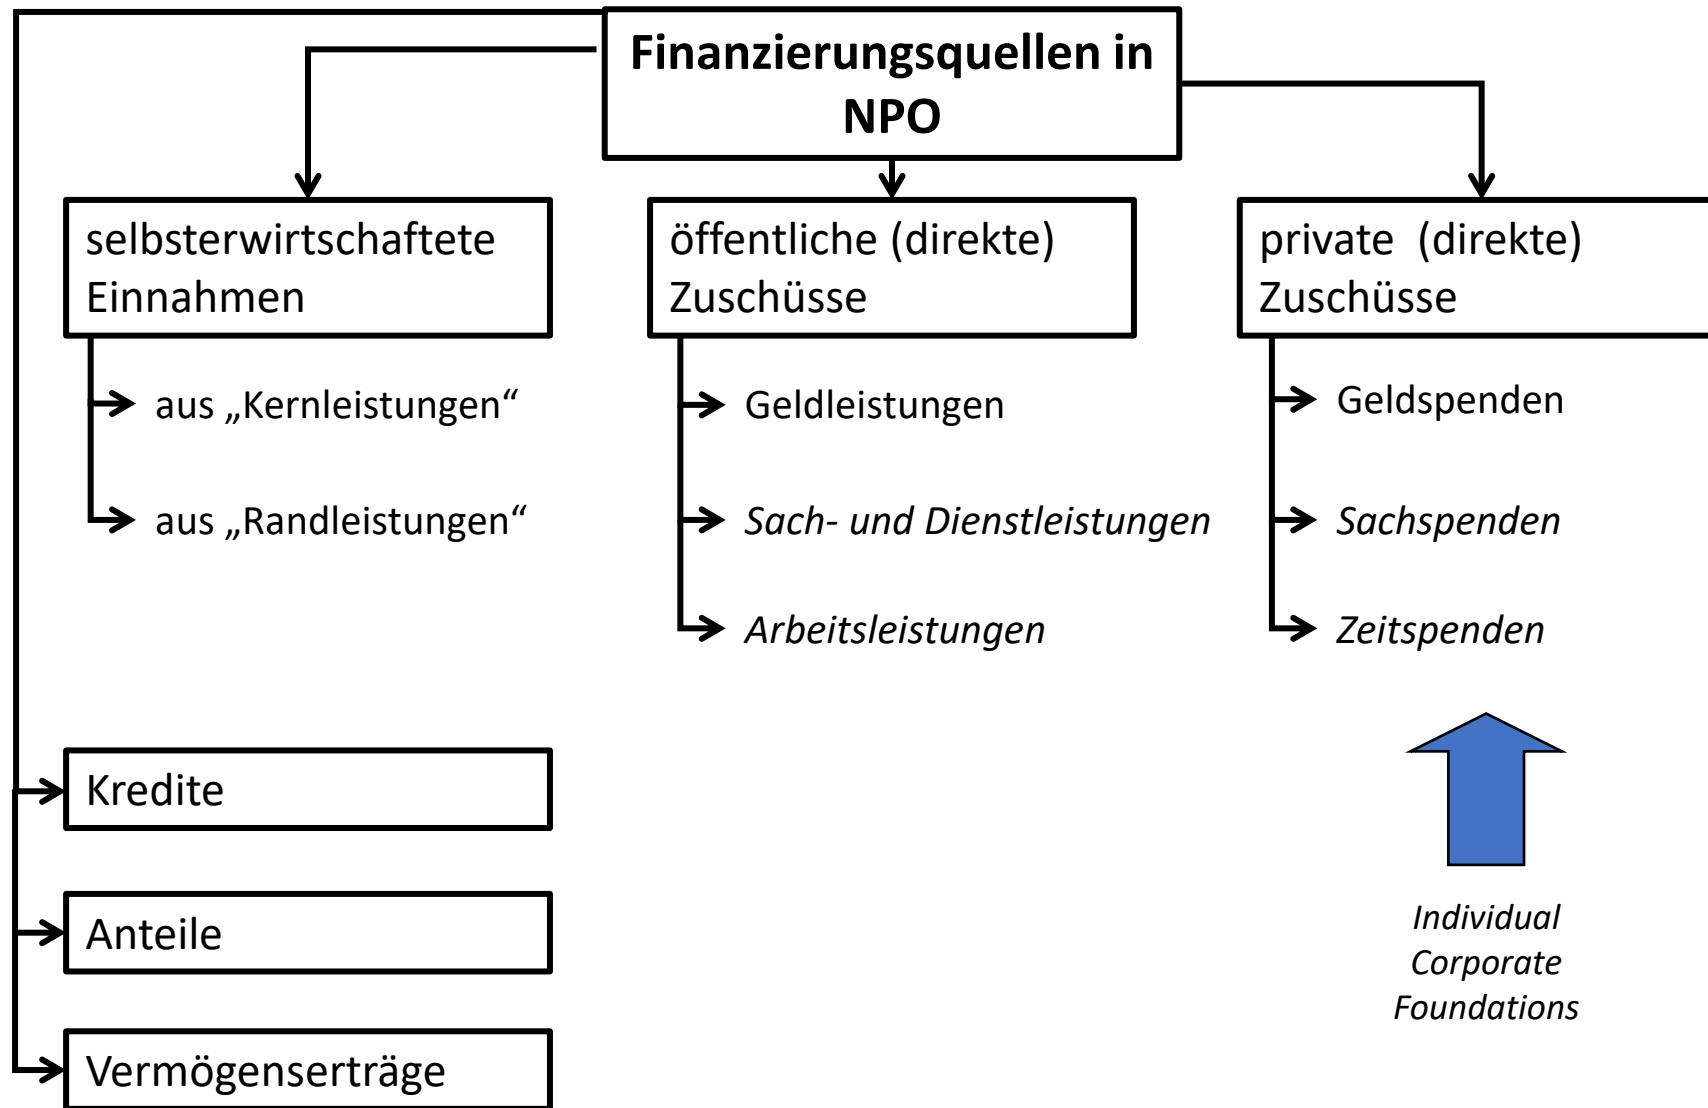 Finanzierungsquellen in
NPO
selbsterwirtschaftete
Einnahmen
aus „Kernleistungen“
aus „Randleistungen“
öffentliche (direkte)
Zuschüsse
Geldleistungen
Sach- und Dienstleistungen
Arbeitsleistungen
private (direkte)
Zuschüsse
Geldspenden
Sachspenden
Zeitspenden
Individual
Corporate
Foundations
Kredite
Anteile
Vermögenserträge